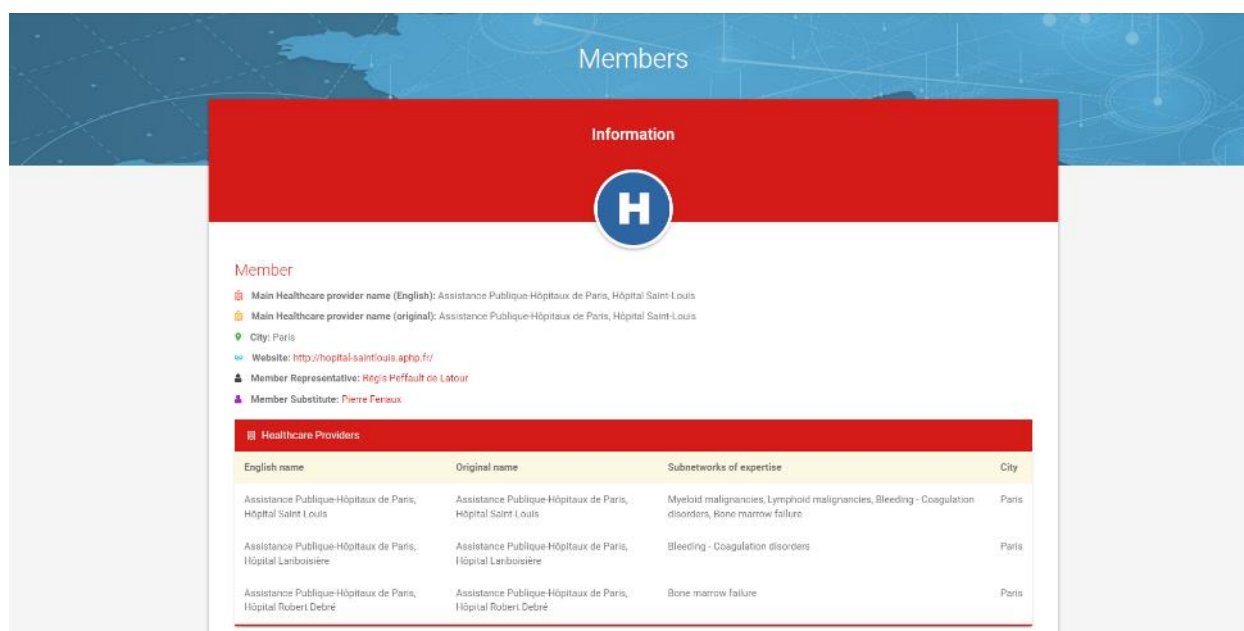 Members
Information
H
Member
Main Healthcare provider name (English): Assistance Publique-Hôpitaux de Paris, Hôpital Saint-Louis
Main Healthcare provider name (original): Assistance Publique-Hôpitaux de Paris, Hôpital Saint-Louis
City: Paris
Website: http://hopital-saintlouis.aphp.fr/
Member Representative: Régis Peffault de Latour
Member Substitute: Pierre Fenaux
Healthcare Providers
English name Original name Subnetworks of expertise City
Assistance Publique-Hôpitaux de Paris, Assistance Publique-Hôpitaux de Paris, Myeloid malignancies, Lymphoid malignancies, Bleeding - Coagulation Paris
Hôpital Saint-Louis Hôpital Saint-Louis disorders, Bone marrow failure
Assistance Publique-Hôpitaux de Paris, Assistance Publique-Hôpitaux de Paris, Bleeding - Coagulation disorders Paris
Hôpital Lariboisière Hôpital Lariboisière
Assistance Publique-Hôpitaux de Paris, Assistance Publique-Hôpitaux de Paris, Bone marrow failure Paris
Hôpital Robert Debré Hôpital Robert Debré